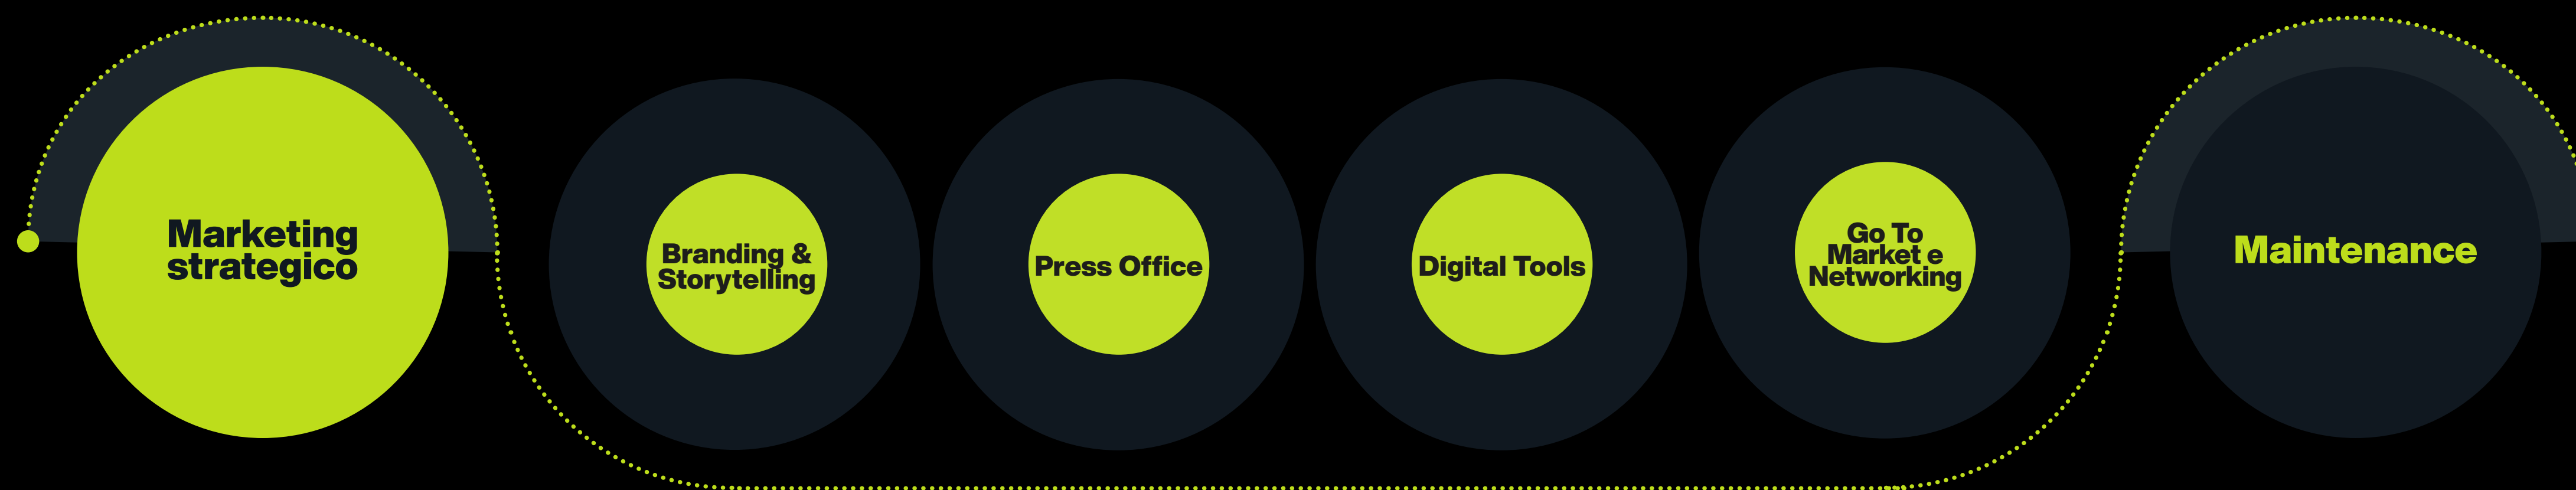 Marketing
strategico
Branding &
Storytelling
Press Office
Digital Tools
Go To
Market e
Networking
Maintenance